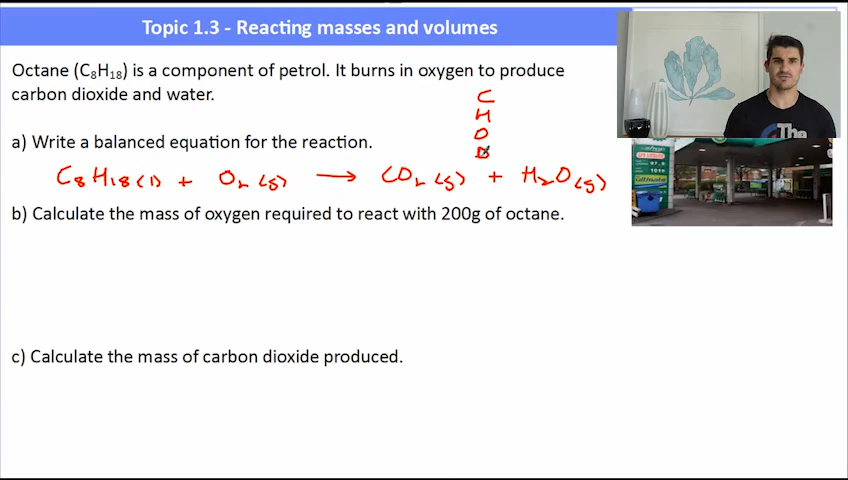 Topic 1.3 - Reacting masses and volumes
Octane (C₈H₁₈) is a component of petrol. It burns in oxygen to produce
carbon dioxide and water.
C
H
O
D
a) Write a balanced equation for the reaction.
C₈H₁₈(l) + O₂(g) → CO₂(g) + H₂O(g)
b) Calculate the mass of oxygen required to react with 200g of octane.
c) Calculate the mass of carbon dioxide produced.
The